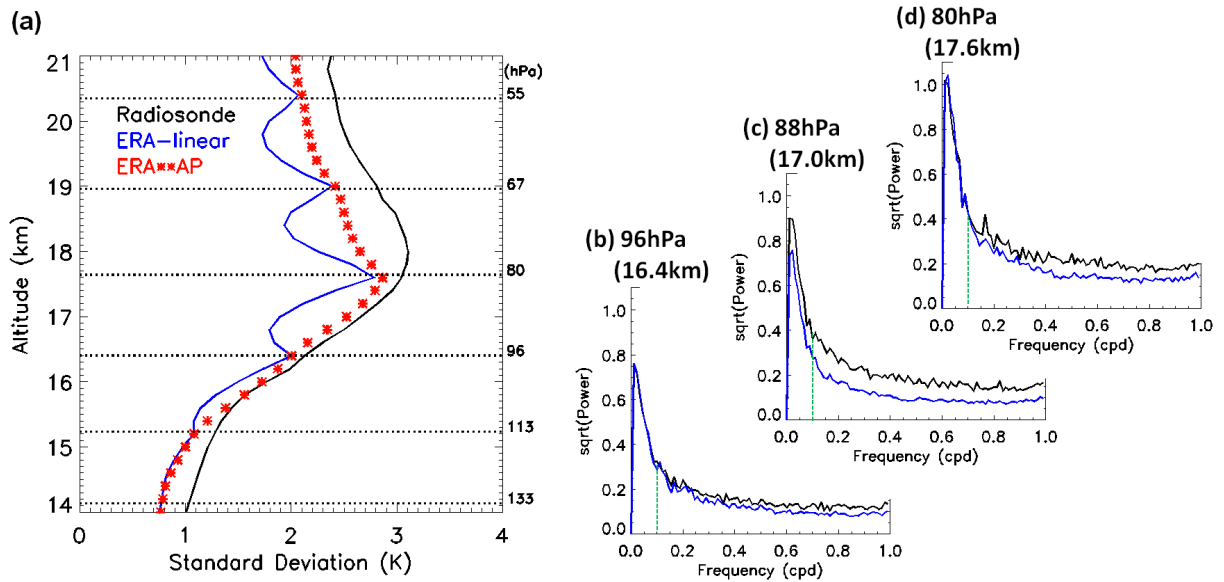 (a)
21
20
19
18
17
16
15
14
Altitude (km)
Radiosonde
ERA−linear
ERA✳✳AP
(hPa)
55
67
80
96
113
133
0
1
2
3
4
Standard Deviation (K)
(b) 96hPa
(16.4km)
1.0
0.8
0.6
0.4
0.2
0.0
sqrt(Power)
0.0 0.2 0.4 0.6 0.8 1.0
Frequency (cpd)
(c) 88hPa
(17.0km)
1.0
0.8
0.6
0.4
0.2
0.0
sqrt(Power)
0.0 0.2 0.4 0.6 0.8 1.0
Frequency (cpd)
(d) 80hPa
(17.6km)
1.0
0.8
0.6
0.4
0.2
0.0
sqrt(Power)
0.0 0.2 0.4 0.6 0.8 1.0
Frequency (cpd)